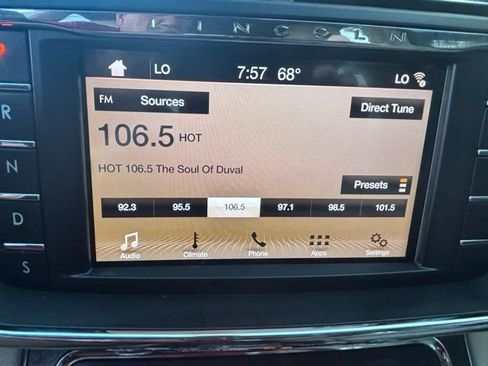 LINCOLN
LO 7:57 68° LO
FM Sources Direct Tune
106.5 HOT
HOT 106.5 The Soul Of Duval
Presets
92.3 95.5 106.5 97.1 98.5 101.5
Audio Climate Phone Apps Settings
R
N
D
S